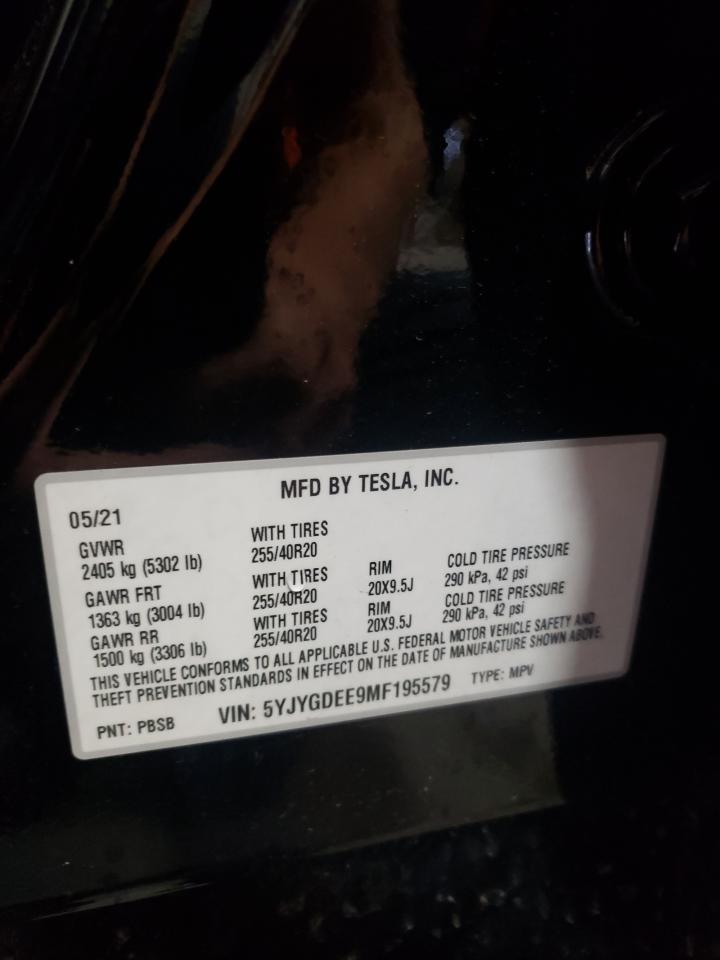 MFD BY TESLA, INC.
05/21
GVWR WITH TIRES
2405 kg (5302 lb) 255/40R20
GAWR FRT WITH TIRES RIM COLD TIRE PRESSURE
1363 kg (3004 lb) 255/40R20 20X9.5J 290 kPa, 42 psi
GAWR RR WITH TIRES RIM COLD TIRE PRESSURE
1500 kg (3306 lb) 255/40R20 20X9.5J 290 kPa, 42 psi
THIS VEHICLE CONFORMS TO ALL APPLICABLE U.S. FEDERAL MOTOR VEHICLE SAFETY AND
THEFT PREVENTION STANDARDS IN EFFECT ON THE DATE OF MANUFACTURE SHOWN ABOVE.
PNT: PBSB VIN: 5YJYGDEE9MF195579 TYPE: MPV